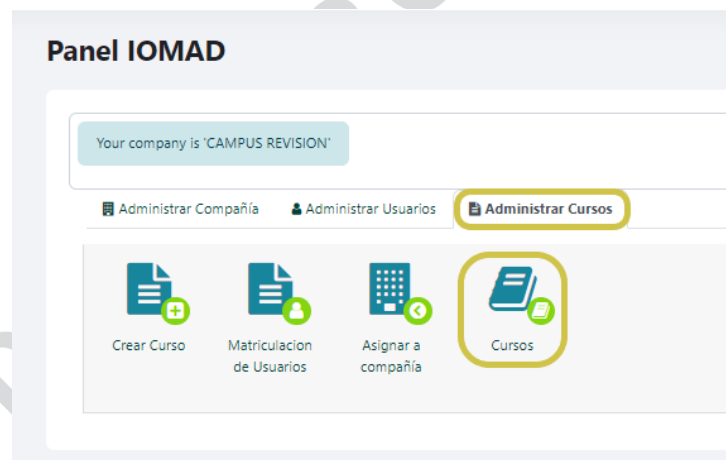 Panel IOMAD
Your company is 'CAMPUS REVISION'
Administrar Compañía Administrar Usuarios Administrar Cursos
Crear Curso Matriculacion de Usuarios Asignar a compañía Cursos